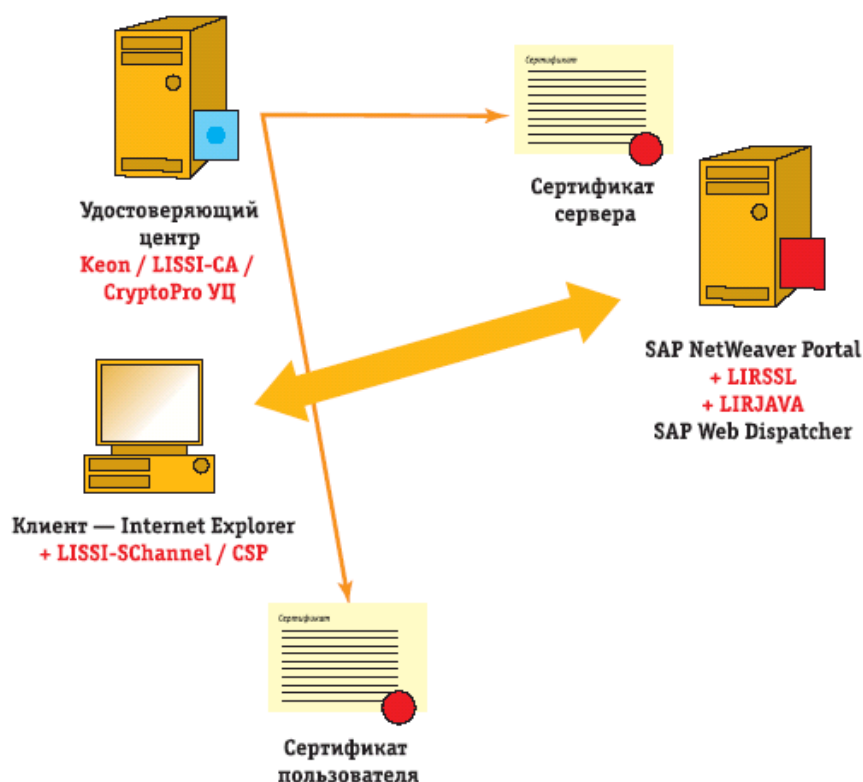 Сертификат
Сертификат
сервера
Удостоверяющий
центр
Keon / LISSI-CA /
CryptoPro УЦ
SAP NetWeaver Portal
+ LIRSSL
+ LIRJAVA
SAP Web Dispatcher
Клиент — Internet Explorer
+ LISSI-SChannel / CSP
Сертификат
Сертификат
пользователя